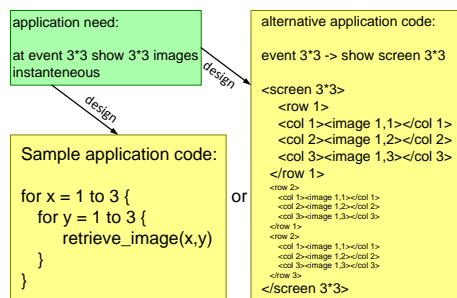 application need:
at event 3*3 show 3*3 images
instanteneous
design
design
Sample application code:
for x = 1 to 3 {
for y = 1 to 3 {
retrieve_image(x,y)
}
}
or
alternative application code:
event 3*3 -> show screen 3*3
<screen 3*3>
<row 1>
<col 1><image 1,1></col 1>
<col 2><image 1,2></col 2>
<col 3><image 1,3></col 3>
</row 1>
<row 2>
<col 1><image 1,1></col 1>
<col 2><image 1,2></col 2>
<col 3><image 1,3></col 3>
</row 1>
<row 2>
<col 1><image 1,1></col 1>
<col 2><image 1,2></col 2>
<col 3><image 1,3></col 3>
</row 3>
</screen 3*3>